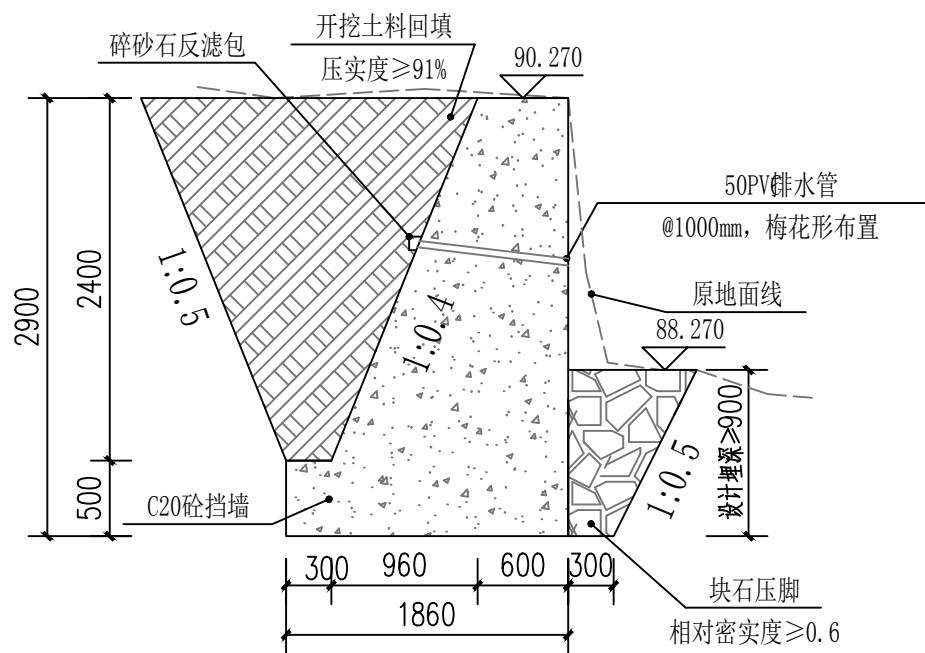 开挖土料回填
压实度≥91%
碎砂石反滤包
90.270
50PVC排水管
@1000mm，梅花形布置
原地面线
88.270
1:0.5
1:0.4
1:0.5
2900
2400
500
设计埋深≥900
C20砼挡墙
300
960
600
300
1860
块石压脚
相对密实度≥0.6